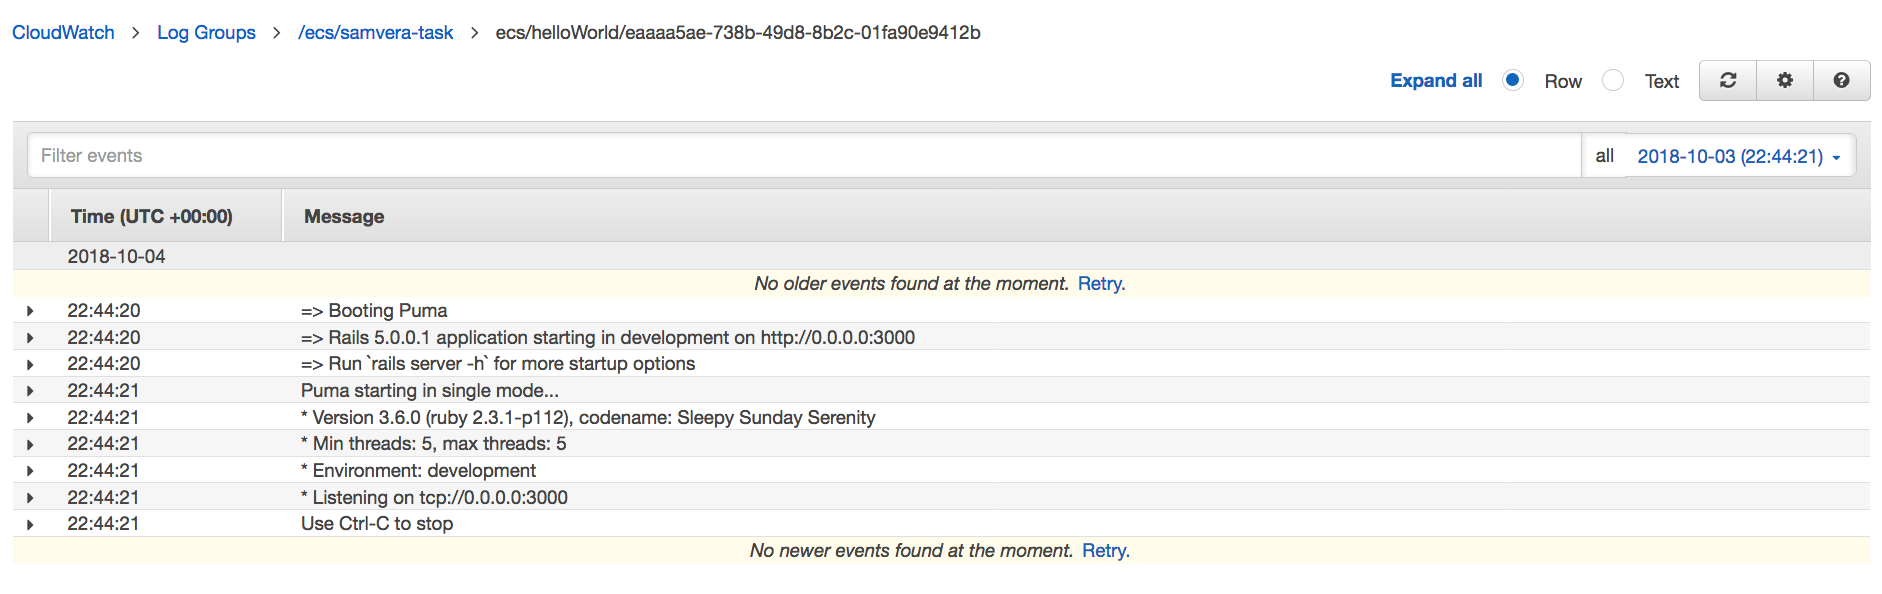 CloudWatch > Log Groups > /ecs/samvera-task > ecs/helloWorld/eaaaa5ae-738b-49d8-8b2c-01fa90e9412b
Expand all Row Text
Filter events all 2018-10-03 (22:44:21)
Time (UTC +00:00) Message
2018-10-04
No older events found at the moment. Retry.
22:44:20 => Booting Puma
22:44:20 => Rails 5.0.0.1 application starting in development on http://0.0.0.0:3000
22:44:20 => Run `rails server -h` for more startup options
22:44:21 Puma starting in single mode...
22:44:21 * Version 3.6.0 (ruby 2.3.1-p112), codename: Sleepy Sunday Serenity
22:44:21 * Min threads: 5, max threads: 5
22:44:21 * Environment: development
22:44:21 * Listening on tcp://0.0.0.0:3000
22:44:21 Use Ctrl-C to stop
No newer events found at the moment. Retry.